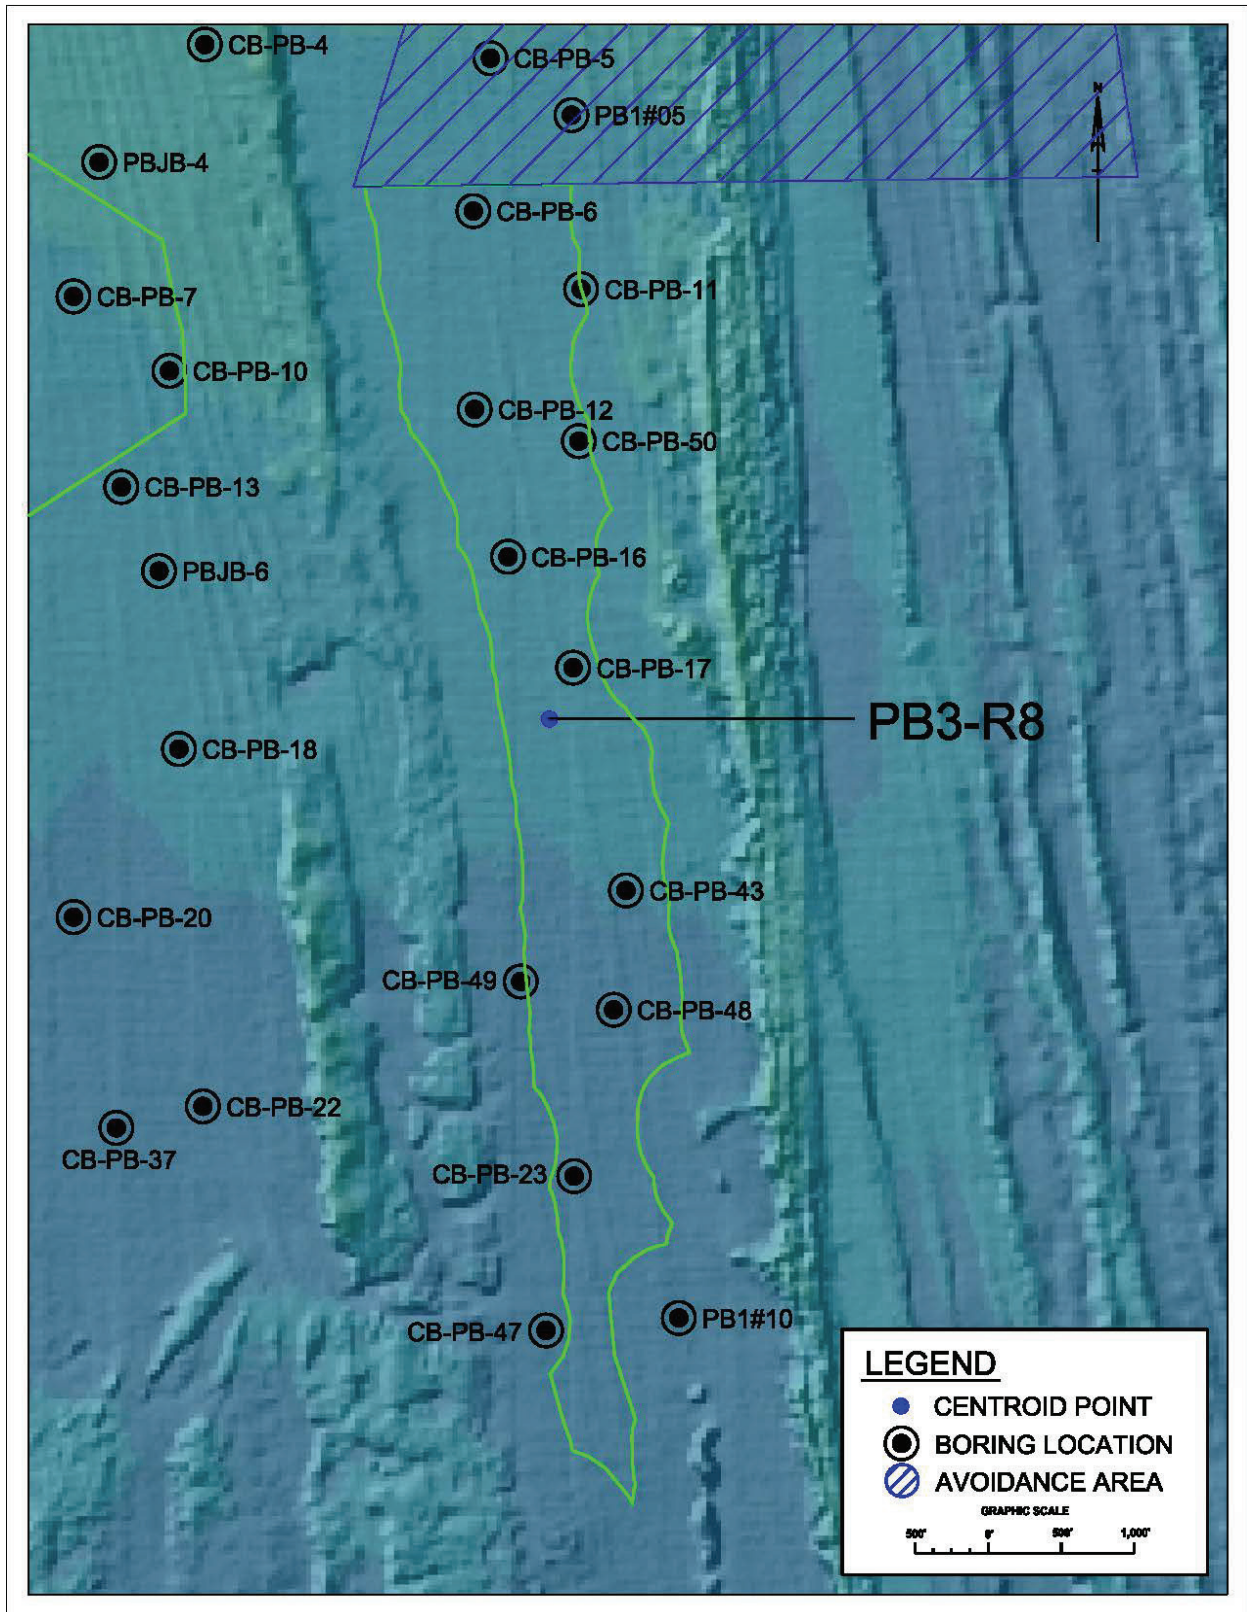 CB-PB-4
CB-PB-5
PB1#05
N
PBJB-4
CB-PB-6
CB-PB-7
CB-PB-11
CB-PB-10
CB-PB-12
CB-PB-50
CB-PB-13
CB-PB-16
PBJB-6
CB-PB-17
PB3-R8
CB-PB-18
CB-PB-43
CB-PB-20
CB-PB-49
CB-PB-48
CB-PB-22
CB-PB-37
CB-PB-23
PB1#10
CB-PB-47
LEGEND
CENTROID POINT
BORING LOCATION
AVOIDANCE AREA
GRAPHIC SCALE
500' 0' 500' 1,000'